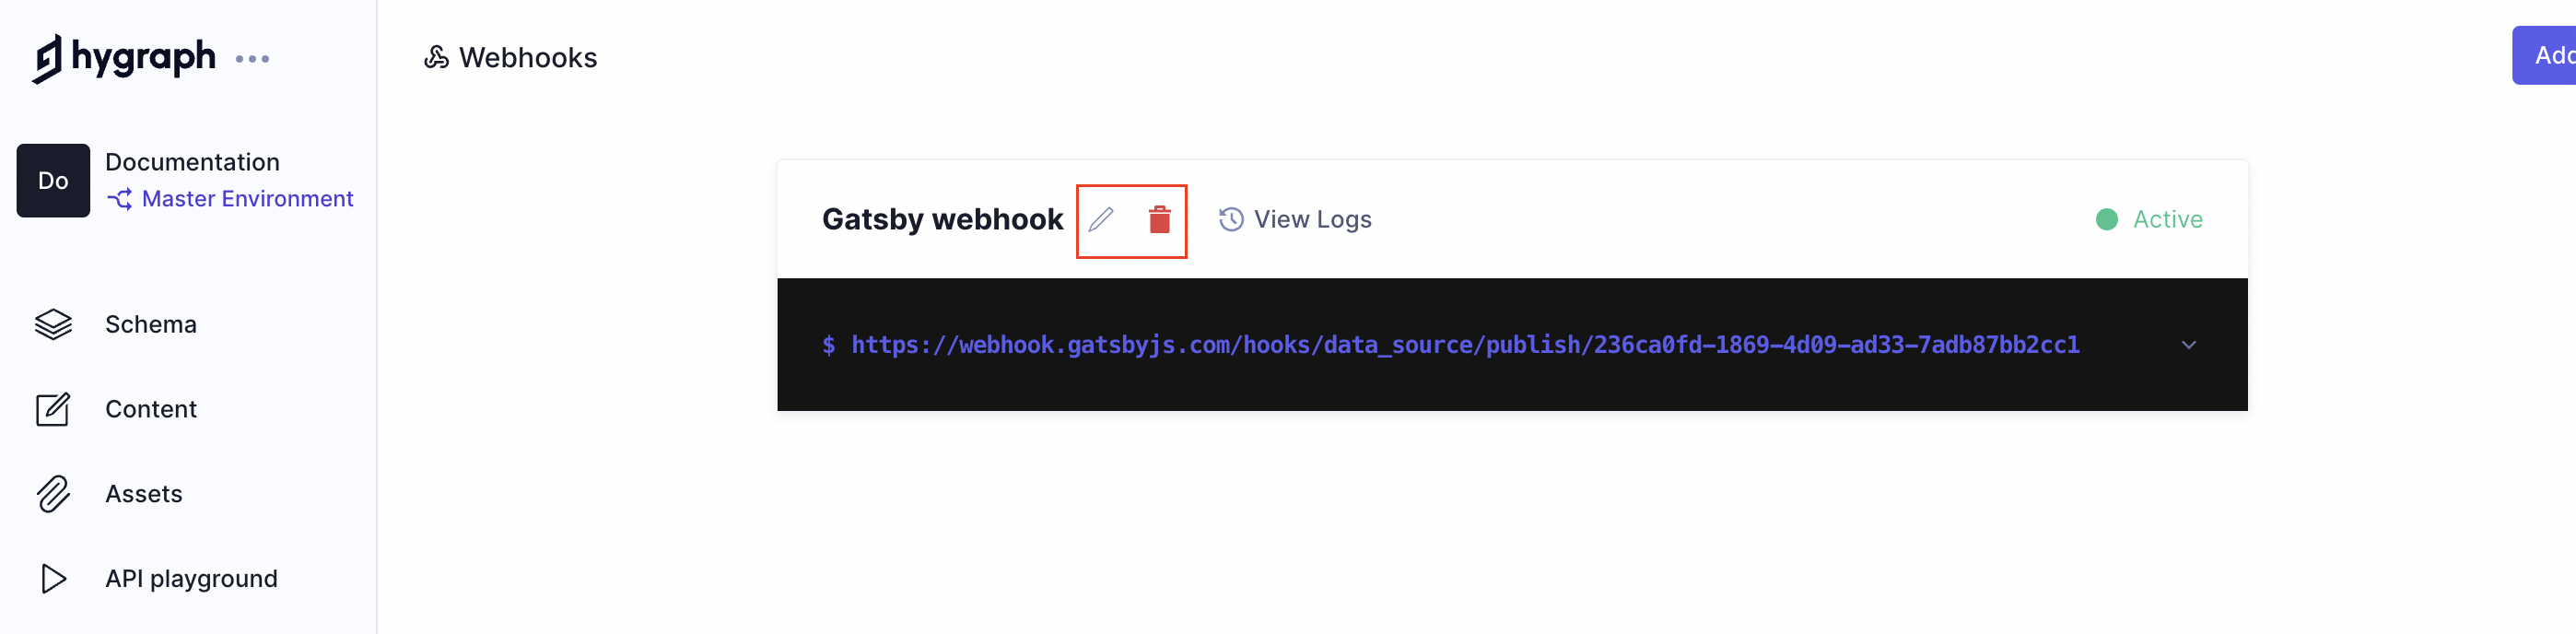 hygraph
Do
Documentation
Master Environment
Schema
Content
Assets
API playground
Webhooks
Gatsby webhook
View Logs
Active
$ https://webhook.gatsbyjs.com/hooks/data_source/publish/236ca0fd-1869-4d09-ad33-7adb87bb2cc1